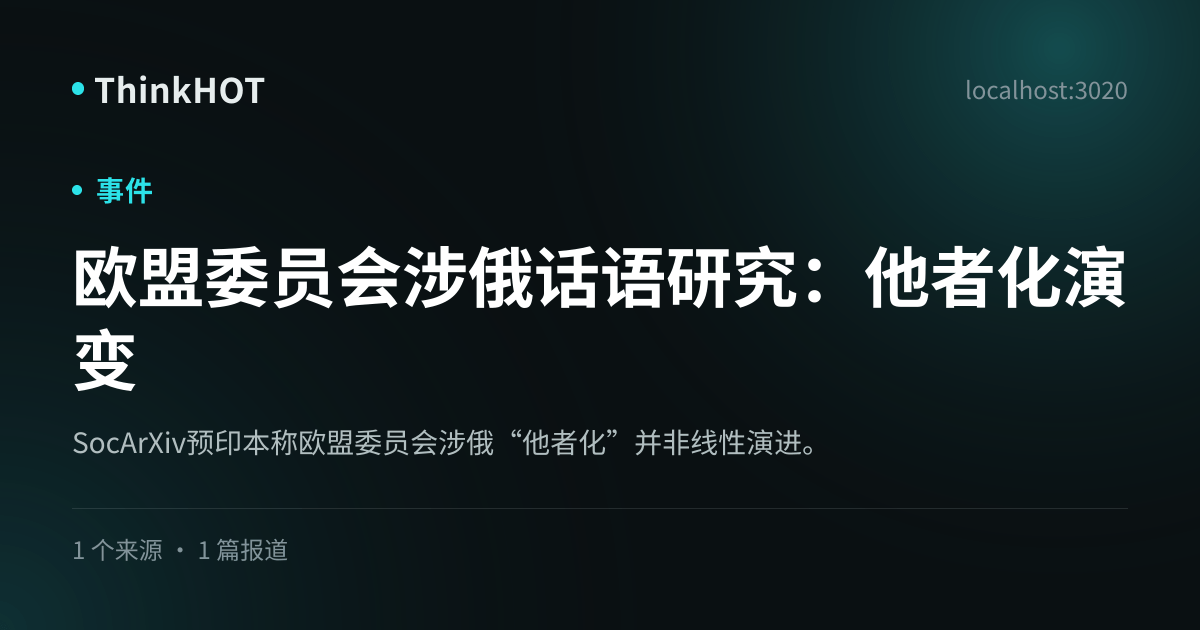 ThinkHOT
localhost:3020
事件
欧盟委员会涉俄话语研究：他者化演
变
SocArXiv预印本称欧盟委员会涉俄“他者化”并非线性演进。
1 个来源 · 1 篇报道